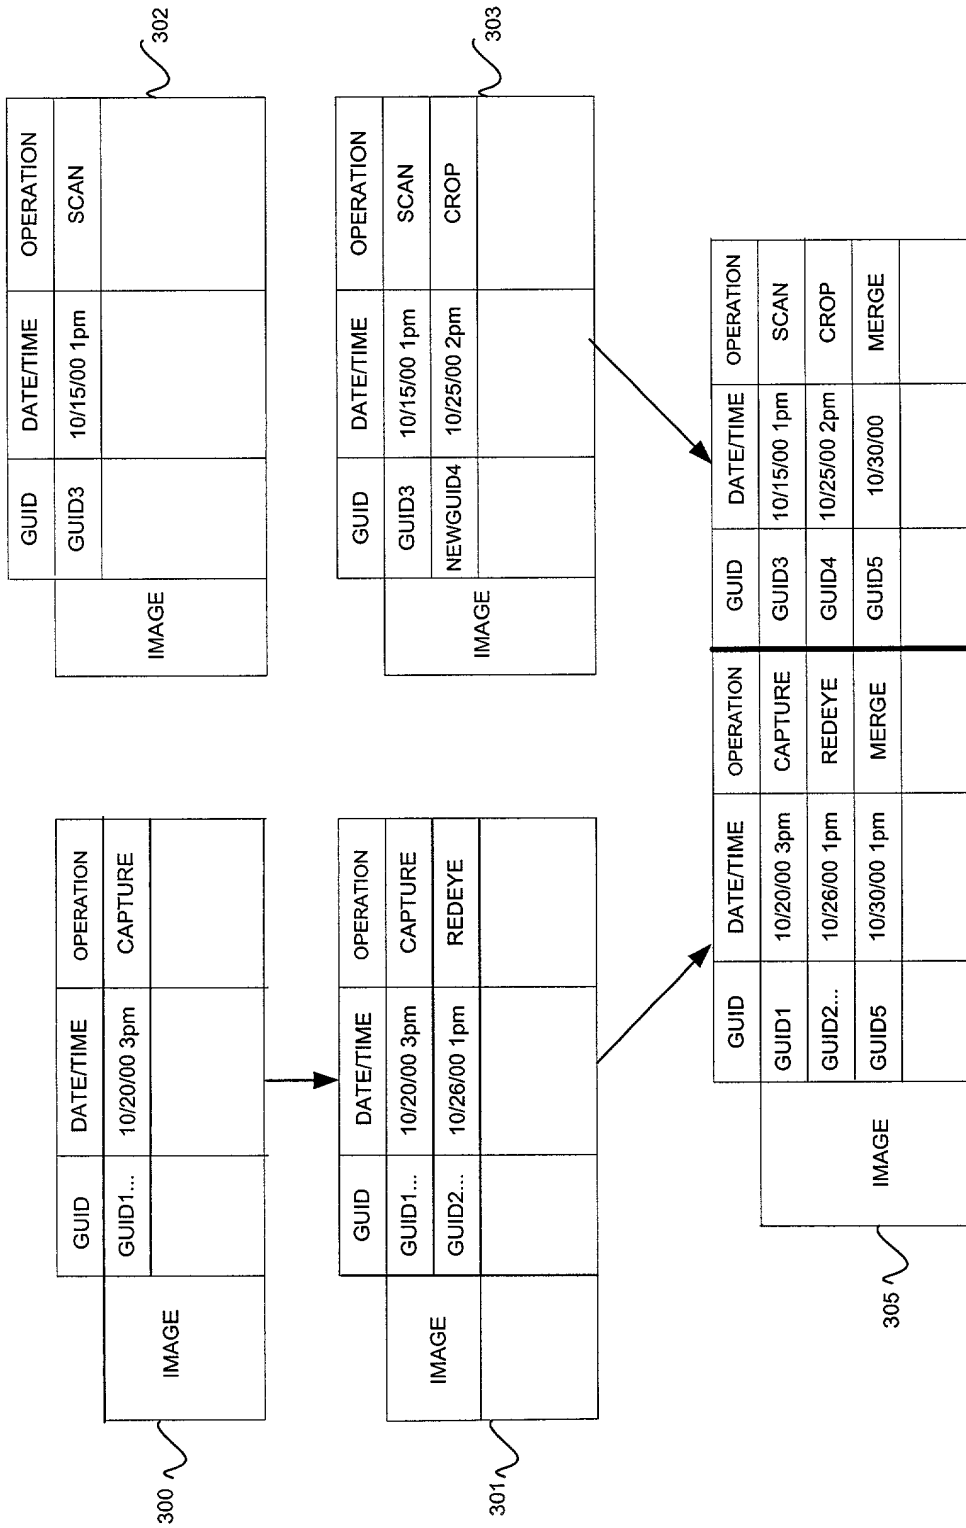 GUID DATE/TIME OPERATION
GUID1... 10/20/00 3pm CAPTURE
IMAGE
300
GUID DATE/TIME OPERATION
GUID3 10/15/00 1pm SCAN
IMAGE
302
GUID DATE/TIME OPERATION
GUID1... 10/20/00 3pm CAPTURE
GUID2... 10/26/00 1pm REDEYE
IMAGE
301
GUID DATE/TIME OPERATION
GUID3 10/15/00 1pm SCAN
NEWGUID4 10/25/00 2pm CROP
IMAGE
303
GUID DATE/TIME OPERATION GUID DATE/TIME OPERATION
GUID1 10/20/00 3pm CAPTURE GUID3 10/15/00 1pm SCAN
GUID2... 10/26/00 1pm REDEYE GUID4 10/25/00 2pm CROP
GUID5 10/30/00 1pm MERGE GUID5 10/30/00 MERGE
IMAGE
305